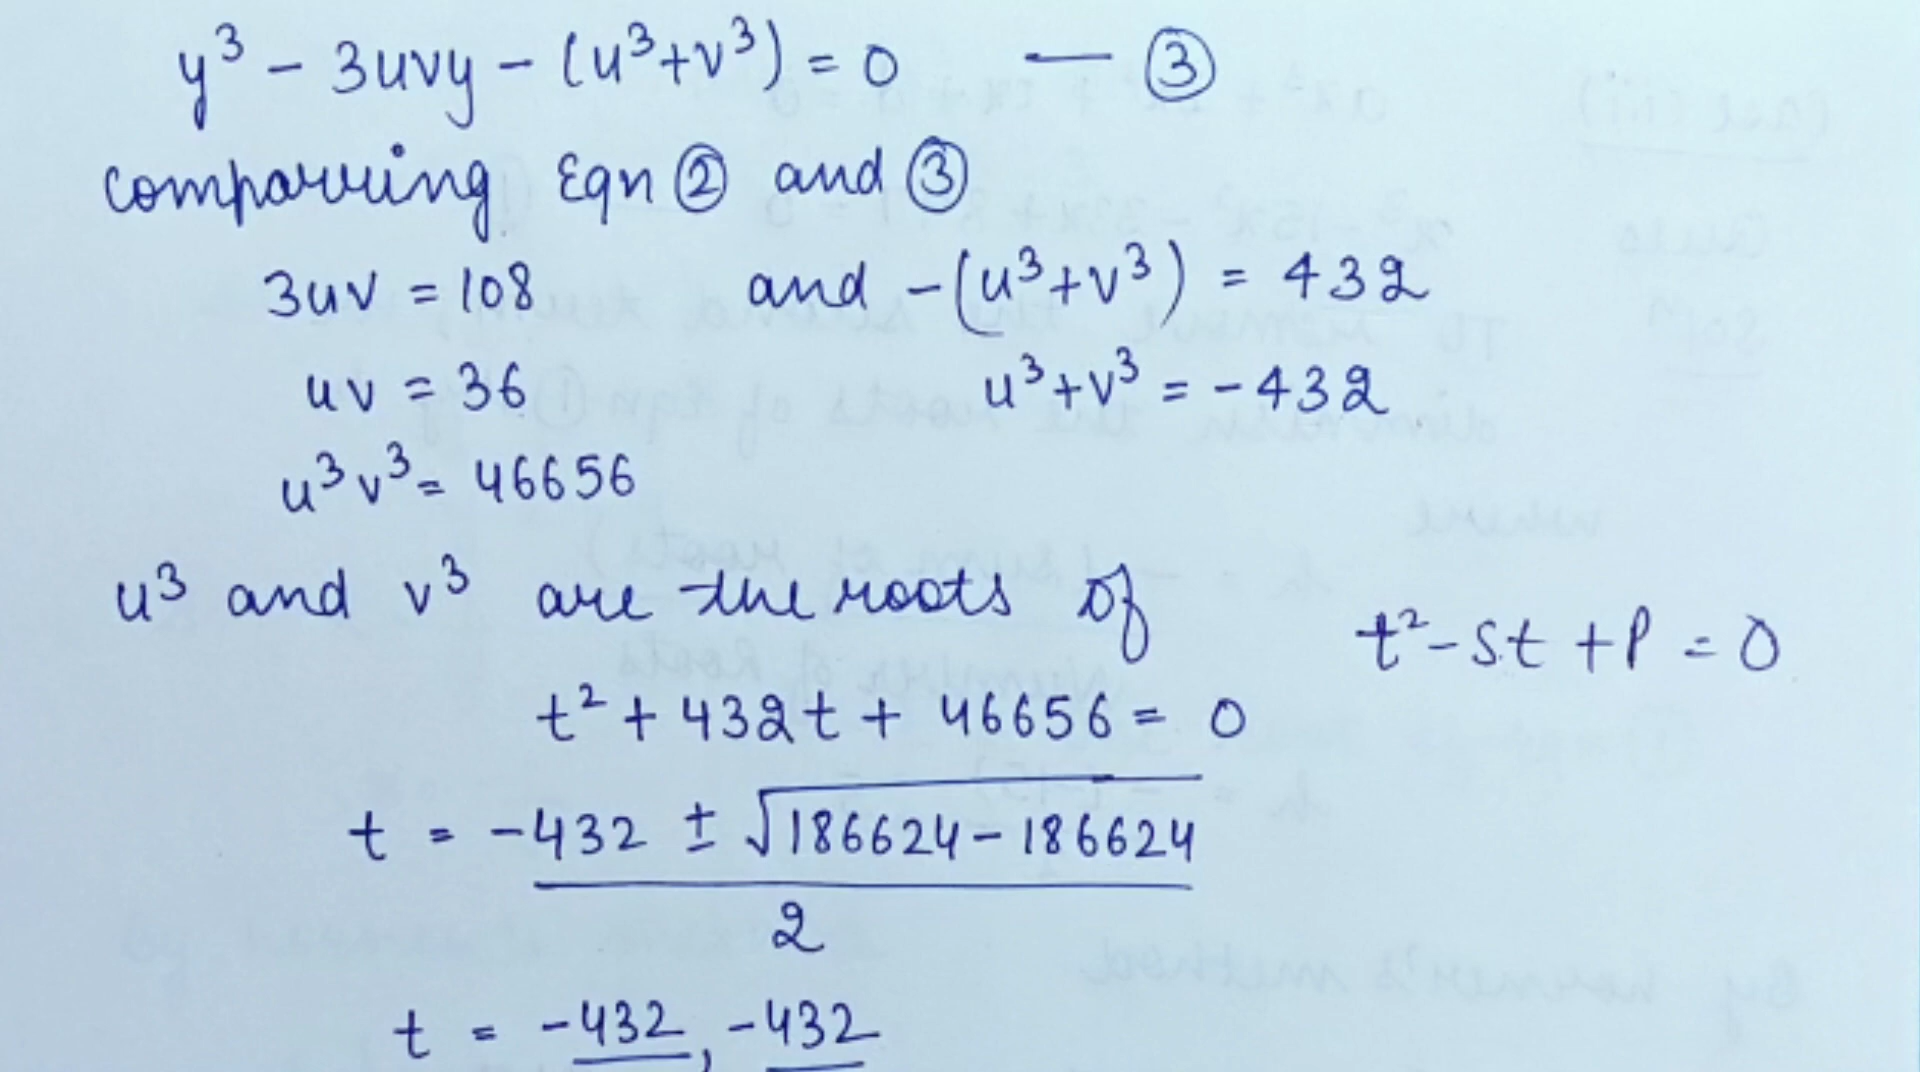 y³ - 3uvy - (u³+v³) = 0 — ③
comparring Eqn ② and ③
3uv = 108 and -(u³+v³) = 432
uv = 36 u³+v³ = -432
u³v³ = 46656
u³ and v³ are the roots of t² - s.t + P = 0
t² + 432t + 46656 = 0
t = -432 ± √186624 - 186624
2
t = -432, -432